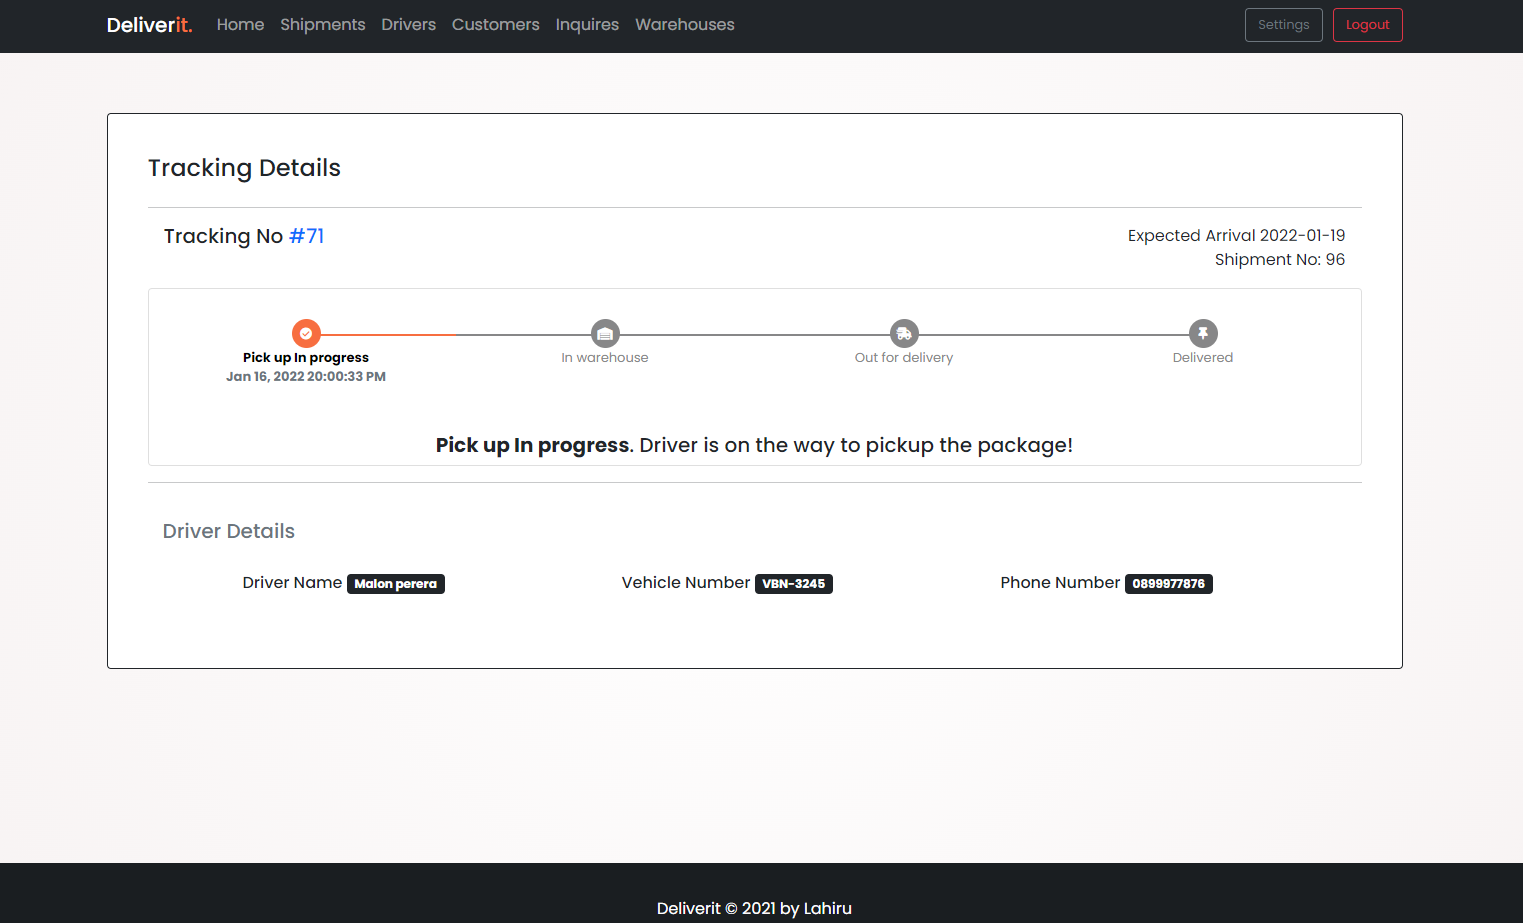 Deliverit. Home Shipments Drivers Customers Inquires Warehouses Settings Logout
Tracking Details
Tracking No #71
Expected Arrival 2022-01-19
Shipment No: 96
Pick up In progress
Jan 16, 2022 20:00:33 PM
In warehouse
Out for delivery
Delivered
Pick up In progress. Driver is on the way to pickup the package!
Driver Details
Driver Name Malon perera
Vehicle Number VBN-3245
Phone Number 0899977876
Deliverit © 2021 by Lahiru